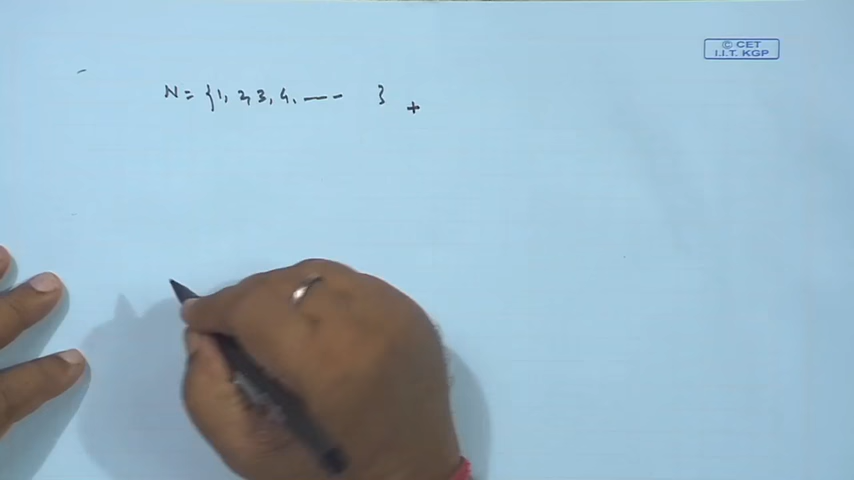 © CET
I.I.T. KGP
N = {1, 2, 3, 4, —— - } +